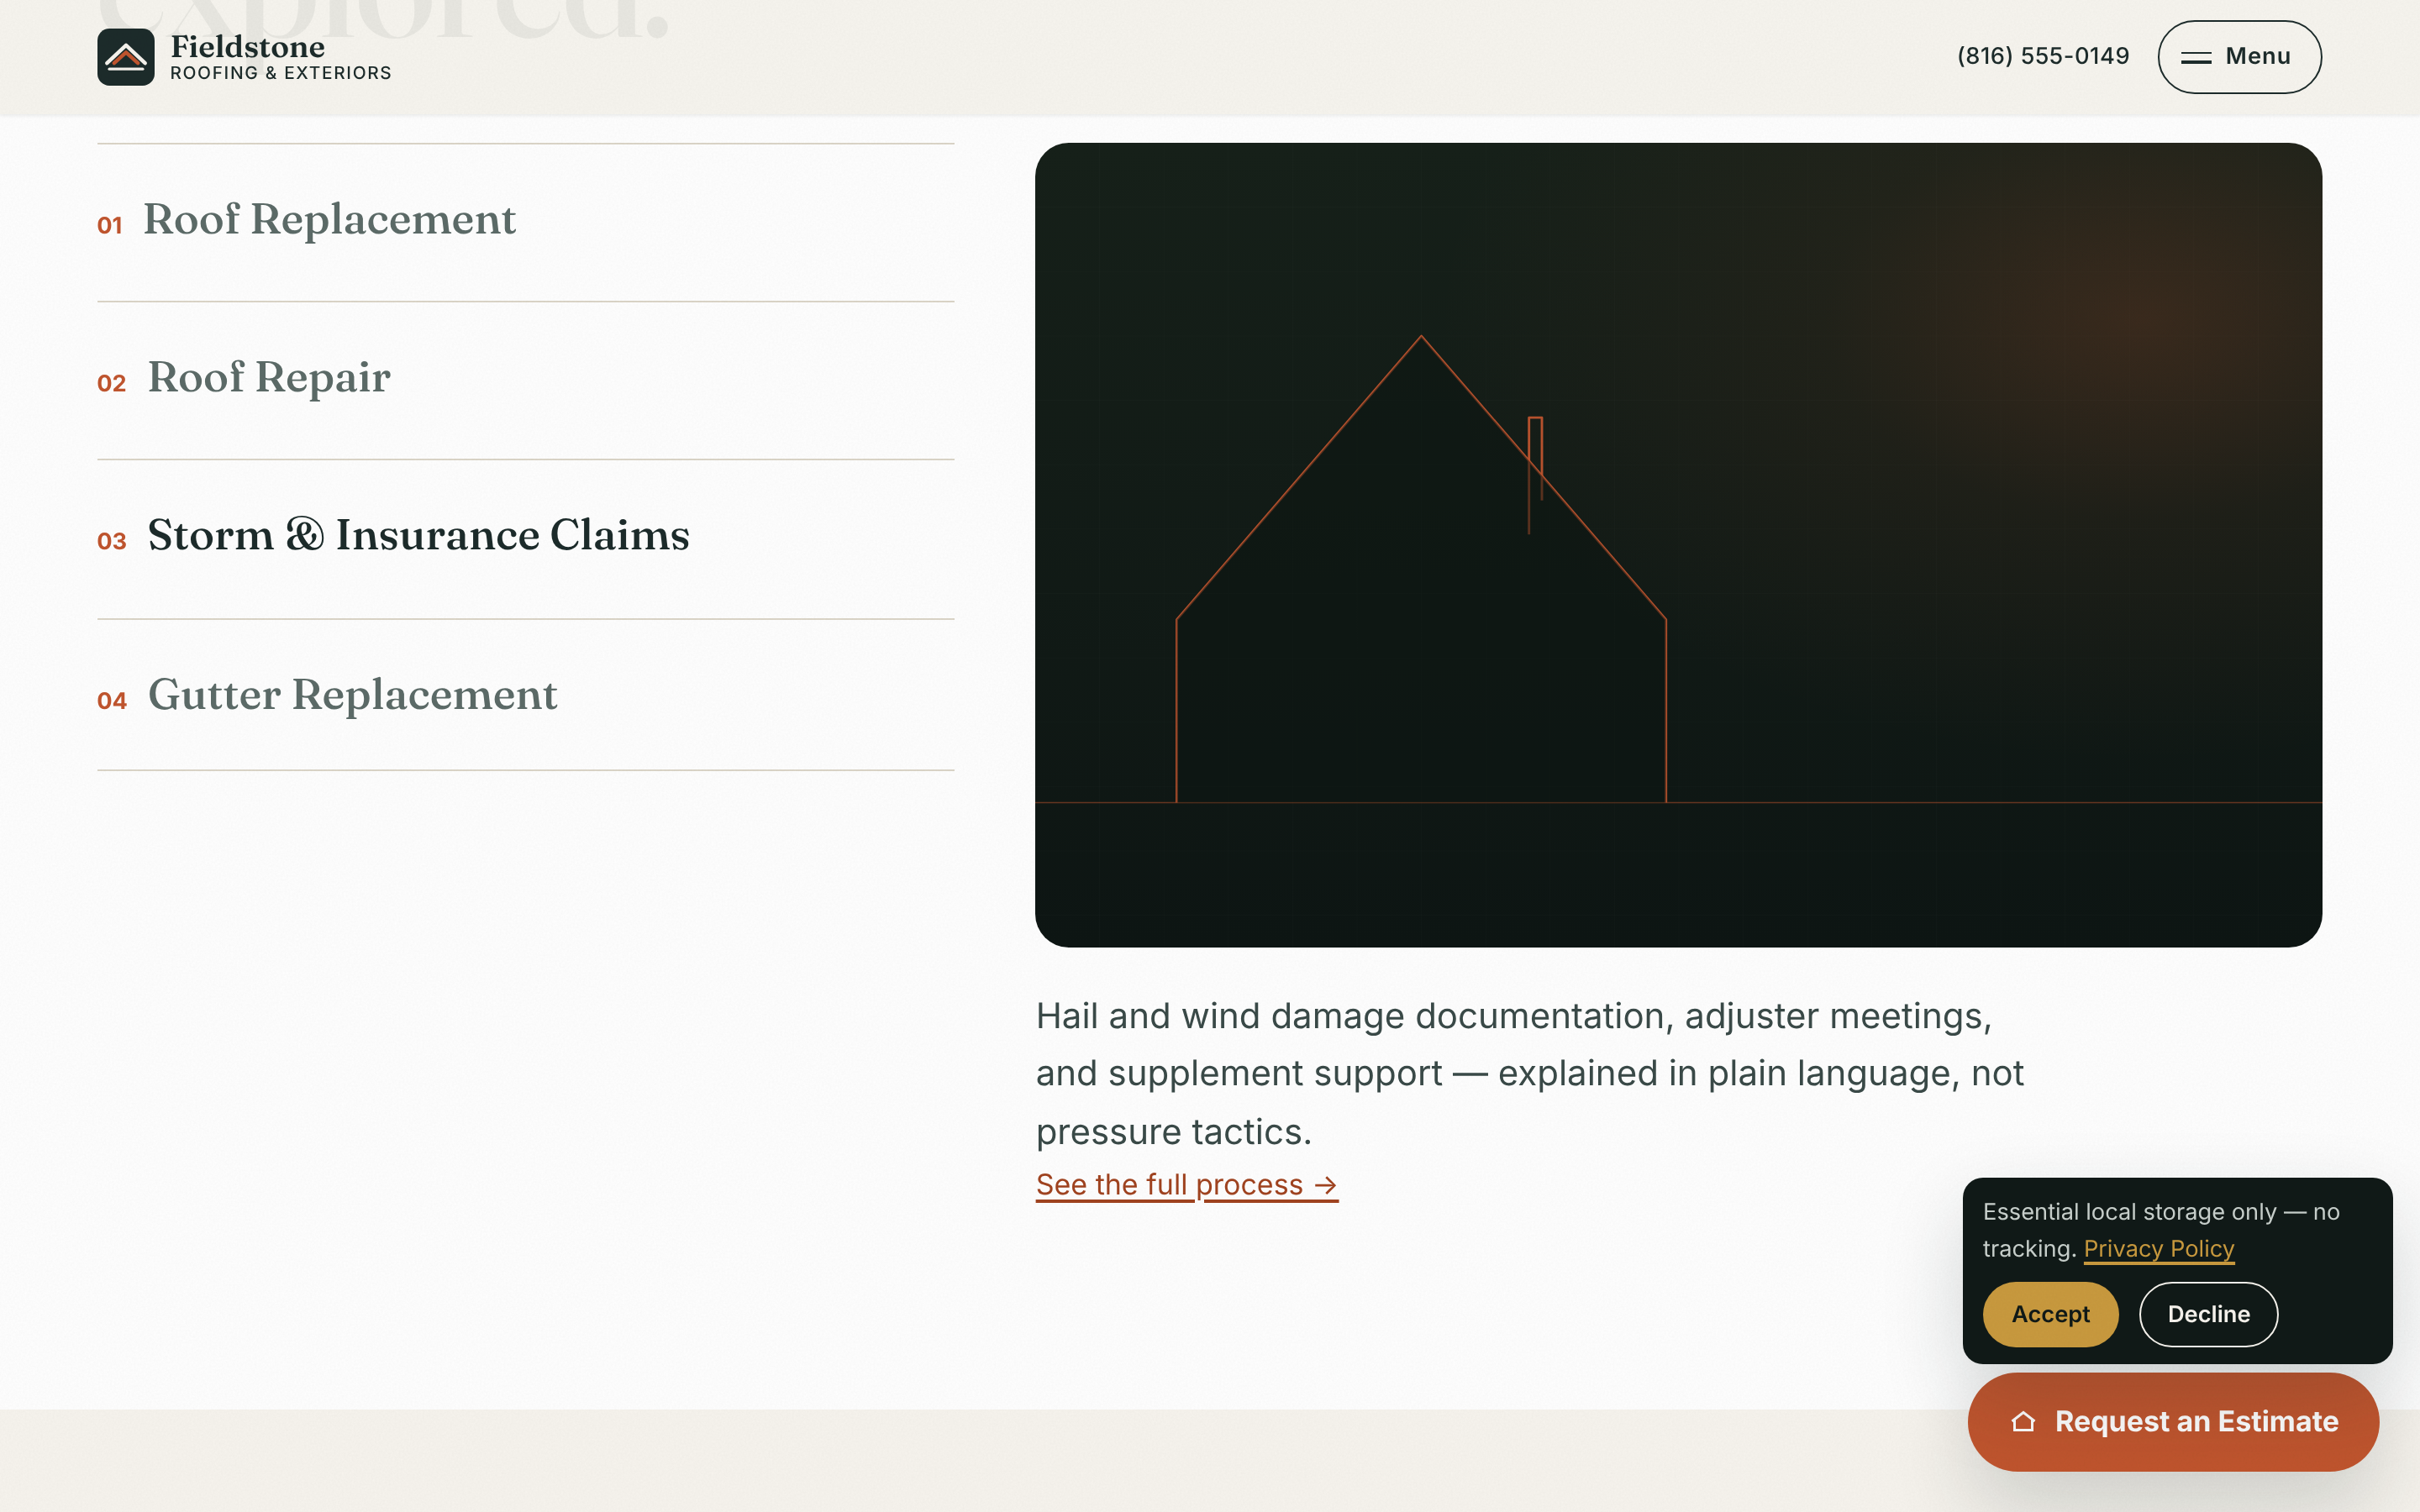 explored.
Fieldstone
ROOFING & EXTERIORS
(816) 555-0149
Menu
01 Roof Replacement
02 Roof Repair
03 Storm & Insurance Claims
04 Gutter Replacement
Hail and wind damage documentation, adjuster meetings,
and supplement support — explained in plain language, not
pressure tactics.
See the full process →
Essential local storage only — no
tracking. Privacy Policy
Accept
Decline
Request an Estimate